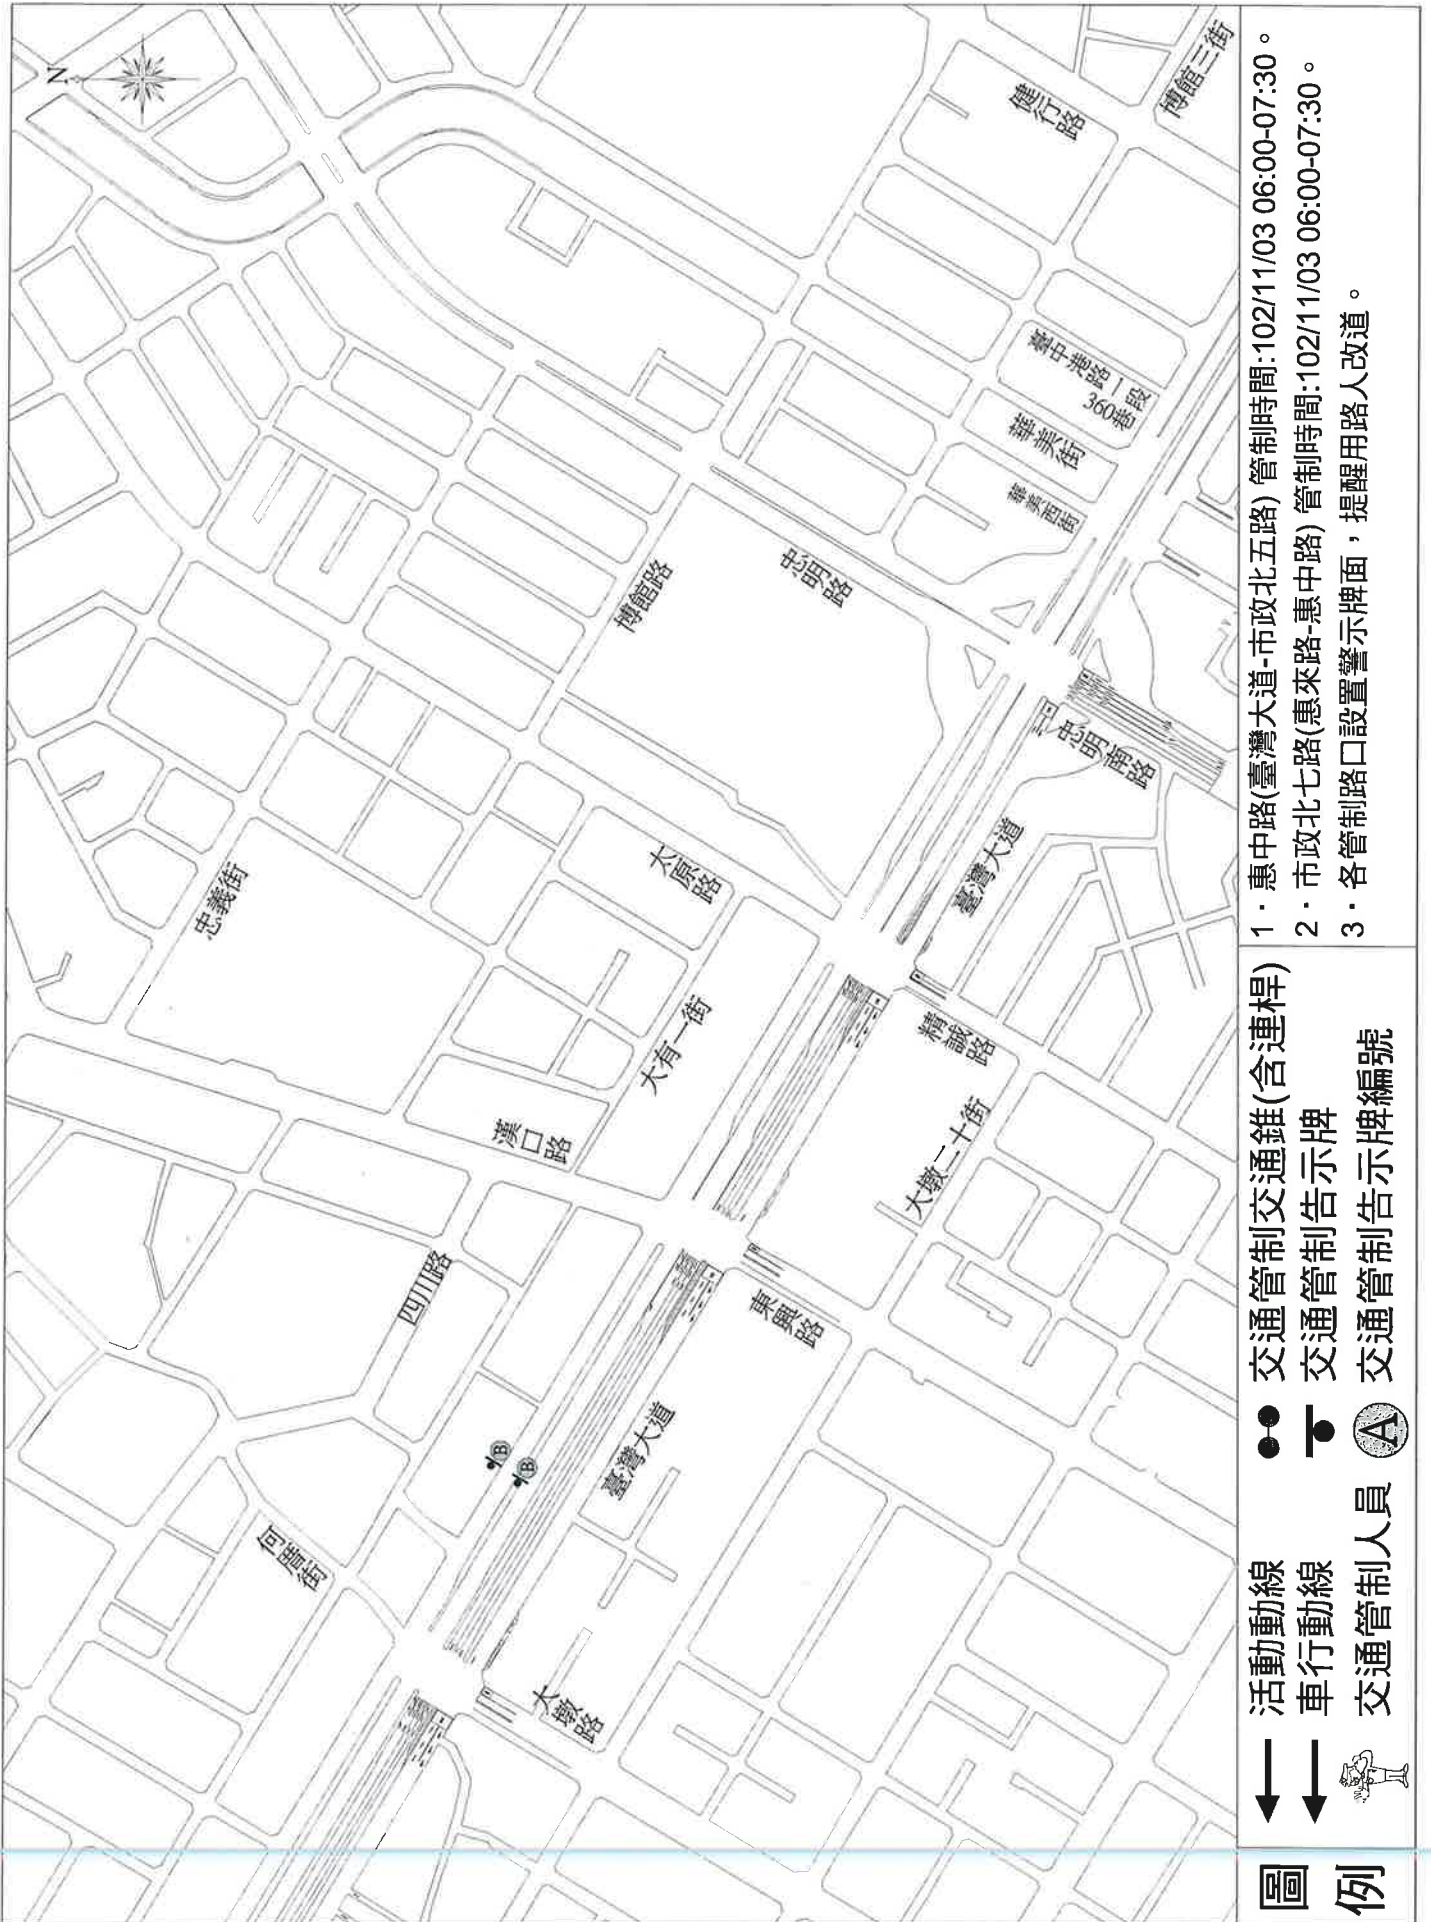 N
博館三街
健行路
臺中港路一段
360巷
華美街
華美西街
忠明路
博館路
忠明南路
臺灣大道
太原路
忠義街
精誠路
大有一街
漢口路
大墩二十街
四川路
東興路
臺灣大道
B
B
何厝街
大墩路
圖例
活動動線
車行動線
交通管制人員
交通管制交通錐(含連桿)
交通管制告示牌
A 交通管制告示牌編號
1．惠中路(臺灣大道-市政北五路) 管制時間:102/11/03 06:00-07:30。
2．市政北七路(惠來路-惠中路) 管制時間:102/11/03 06:00-07:30。
3．各管制路口設置警示牌面，提醒用路人改道。